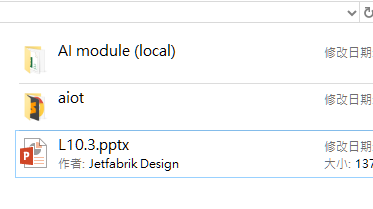 AI module (local)
修改日期
aiot
修改日期
L10.3.pptx
修改日期
作者: Jetfabrik Design
大小: 137